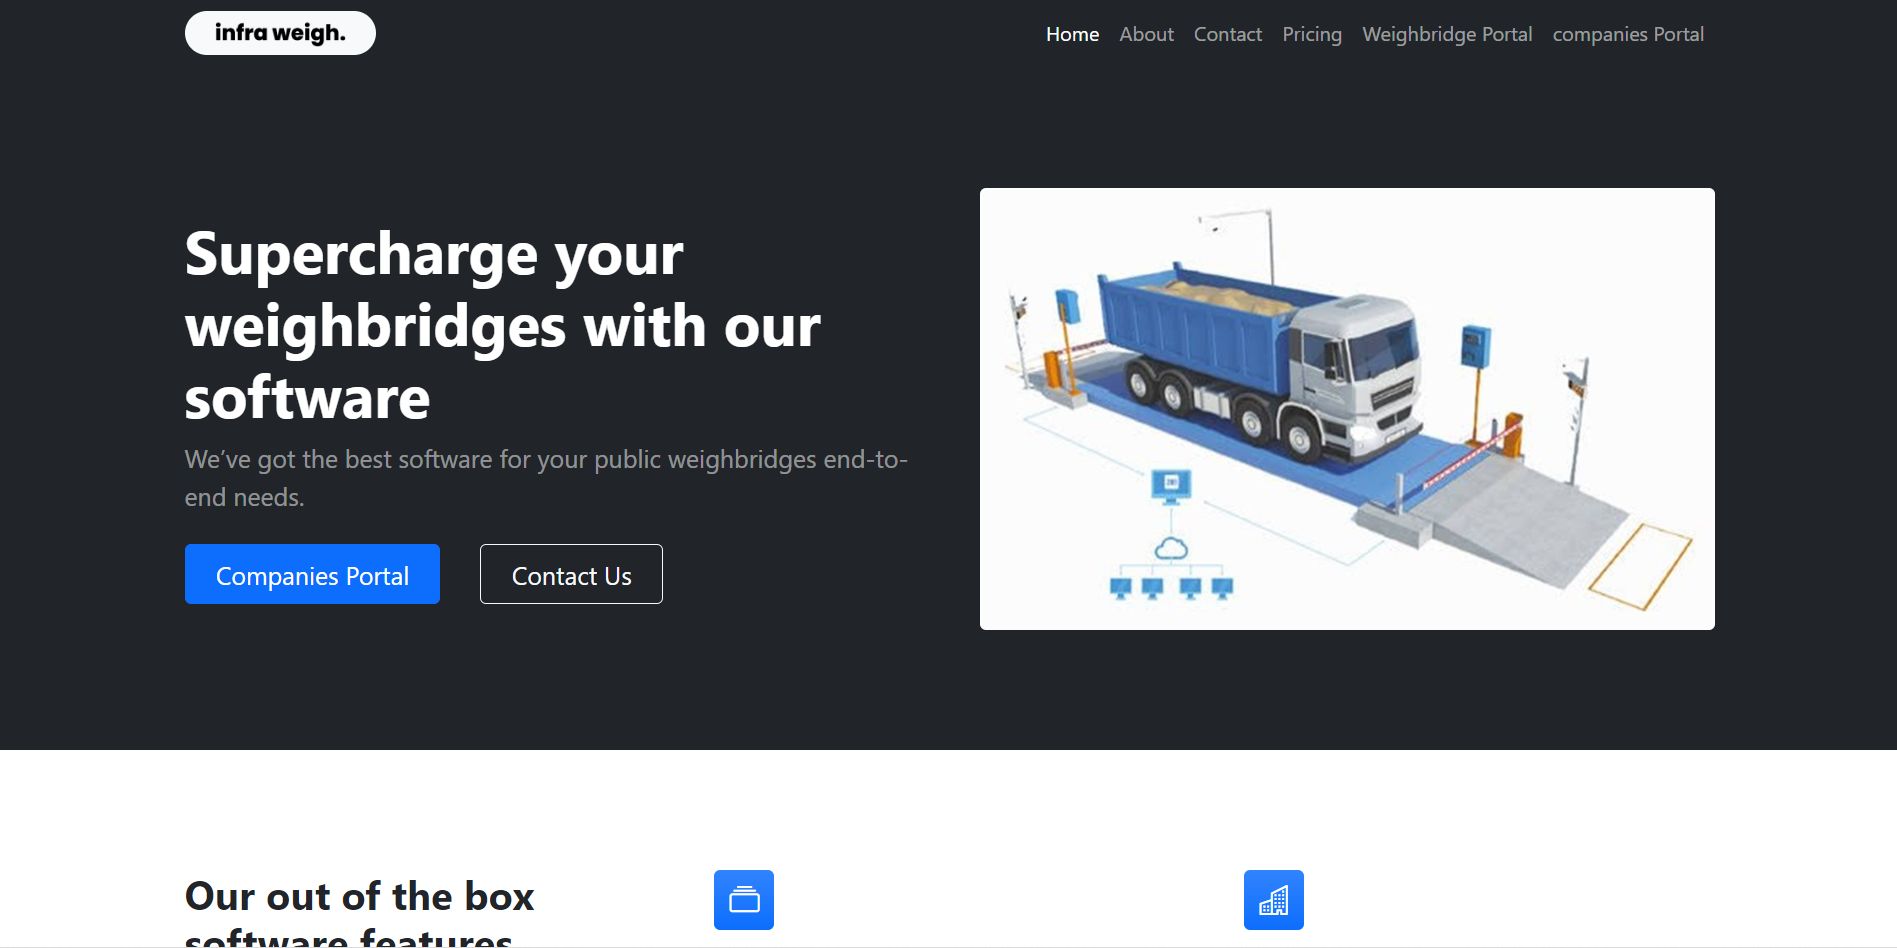 infra weigh.
Home About Contact Pricing Weighbridge Portal companies Portal
Supercharge your
weighbridges with our
software
We’ve got the best software for your public weighbridges end-to-
end needs.
Companies Portal Contact Us
Our out of the box
software features